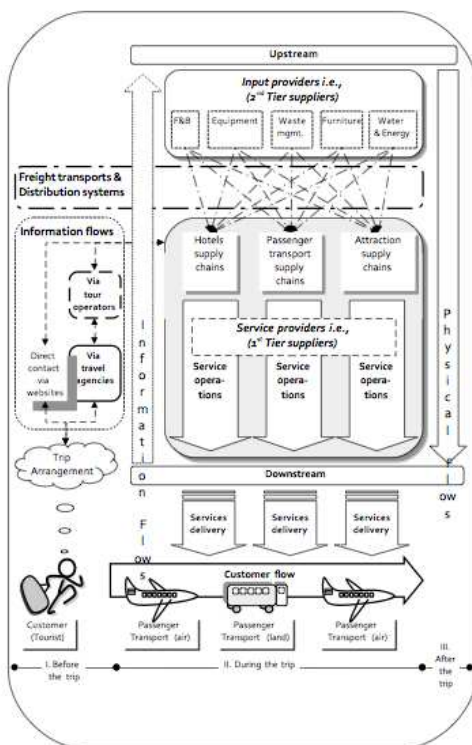 Upstream
Input providers i.e.,
(2nd Tier suppliers)
F&B
Equipment
Waste
mgmt.
Furniture
Water
& Energy
Freight transports &
Distribution systems
Information flows
Via
tour
operators
Direct
contact via
websites
Via
travel
agencies
Trip
Arrangement
Information Flows
Hotels
supply
chains
Passenger
transport
supply
chains
Attraction
supply
chains
Service providers i.e.,
(1st Tier suppliers)
Service
opera-
tions
Service
opera-
tions
Service
opera-
tions
Physical Flows
Downstream
Services
delivery
Services
delivery
Services
delivery
Customer flow
Customer
(Tourist)
Passenger
Transport (air)
Passenger
Transport (land)
Passenger
Transport (air)
I. Before
the trip
II. During the trip
III.
After
the
trip